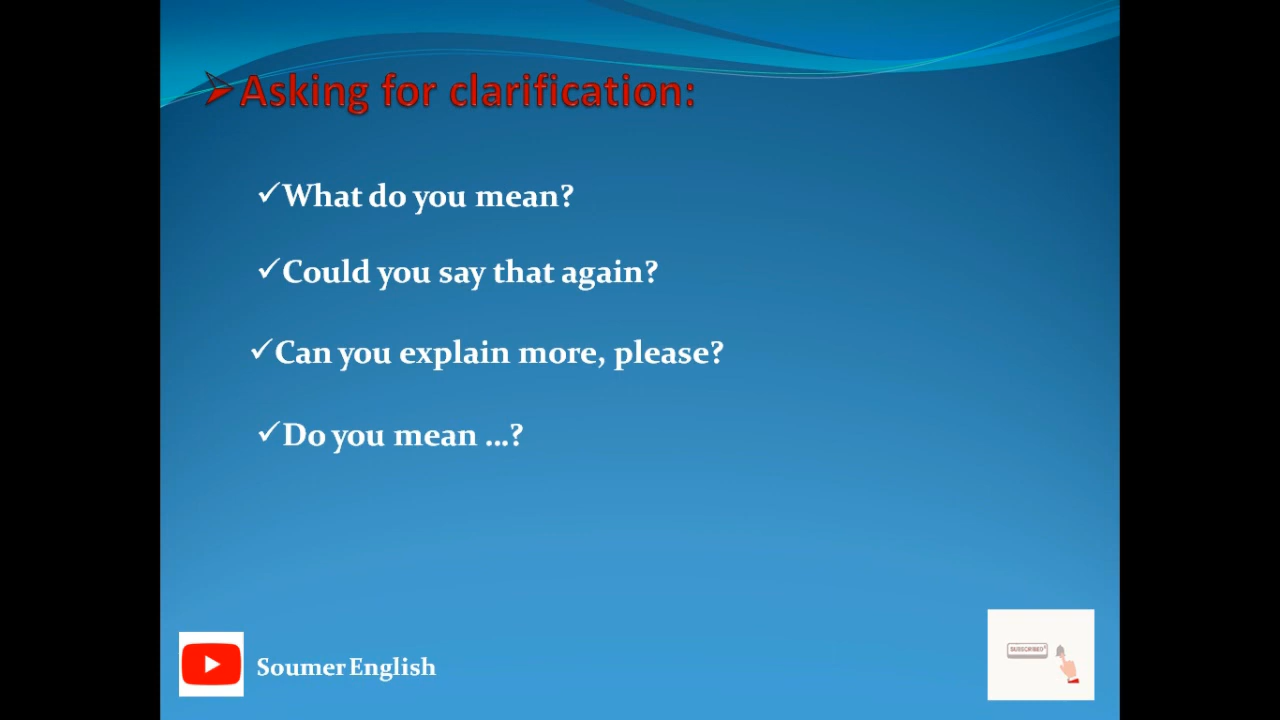 Asking for clarification:
What do you mean?
Could you say that again?
Can you explain more, please?
Do you mean ...?
Soumer English
SUBSCRIBED